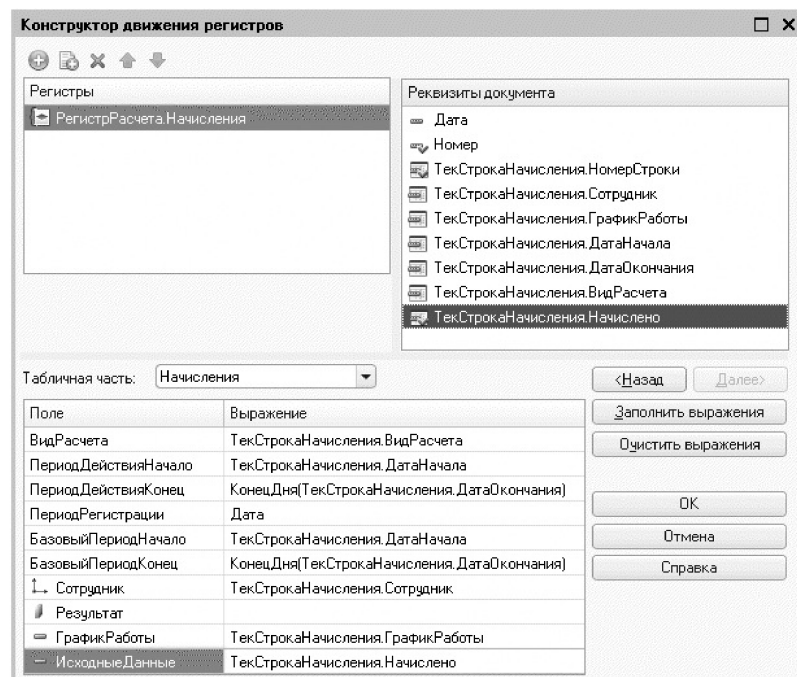 Конструктор движения регистров
Регистры
РегистрРасчета.Начисления
Реквизиты документа
Дата
Номер
ТекСтрокаНачисления.НомерСтроки
ТекСтрокаНачисления.Сотрудник
ТекСтрокаНачисления.ГрафикРаботы
ТекСтрокаНачисления.ДатаНачала
ТекСтрокаНачисления.ДатаОкончания
ТекСтрокаНачисления.ВидРасчета
ТекСтрокаНачисления.Начислено
Табличная часть: Начисления
<Назад Далее>
Заполнить выражения
Очистить выражения
OK
Отмена
Справка
Поле Выражение
ВидРасчета ТекСтрокаНачисления.ВидРасчета
ПериодДействияНачало ТекСтрокаНачисления.ДатаНачала
ПериодДействияКонец КонецДня(ТекСтрокаНачисления.ДатаОкончания)
ПериодРегистрации Дата
БазовыйПериодНачало ТекСтрокаНачисления.ДатаНачала
БазовыйПериодКонец КонецДня(ТекСтрокаНачисления.ДатаОкончания)
Сотрудник ТекСтрокаНачисления.Сотрудник
Результат
ГрафикРаботы ТекСтрокаНачисления.ГрафикРаботы
ИсходныеДанные ТекСтрокаНачисления.Начислено